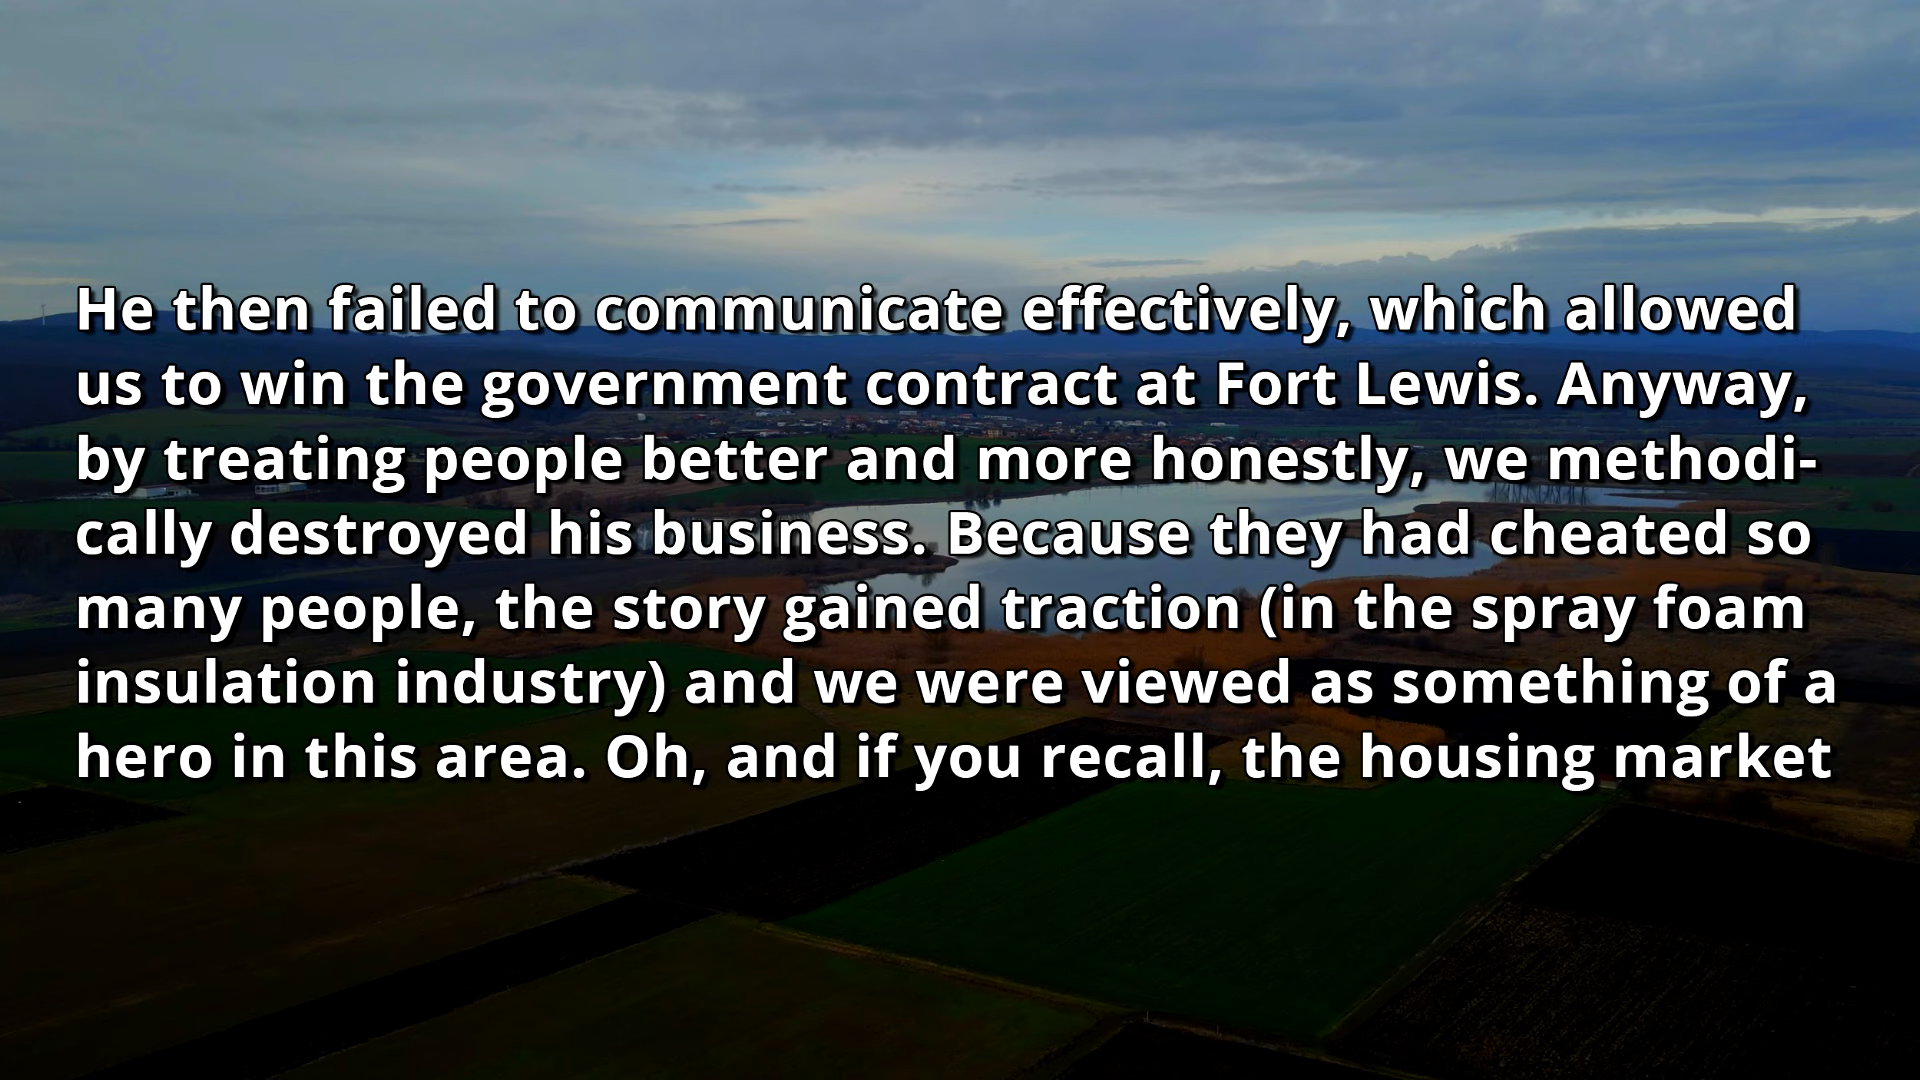 He then failed to communicate effectively, which allowed
us to win the government contract at Fort Lewis. Anyway,
by treating people better and more honestly, we methodi-
cally destroyed his business. Because they had cheated so
many people, the story gained traction (in the spray foam
insulation industry) and we were viewed as something of a
hero in this area. Oh, and if you recall, the housing market